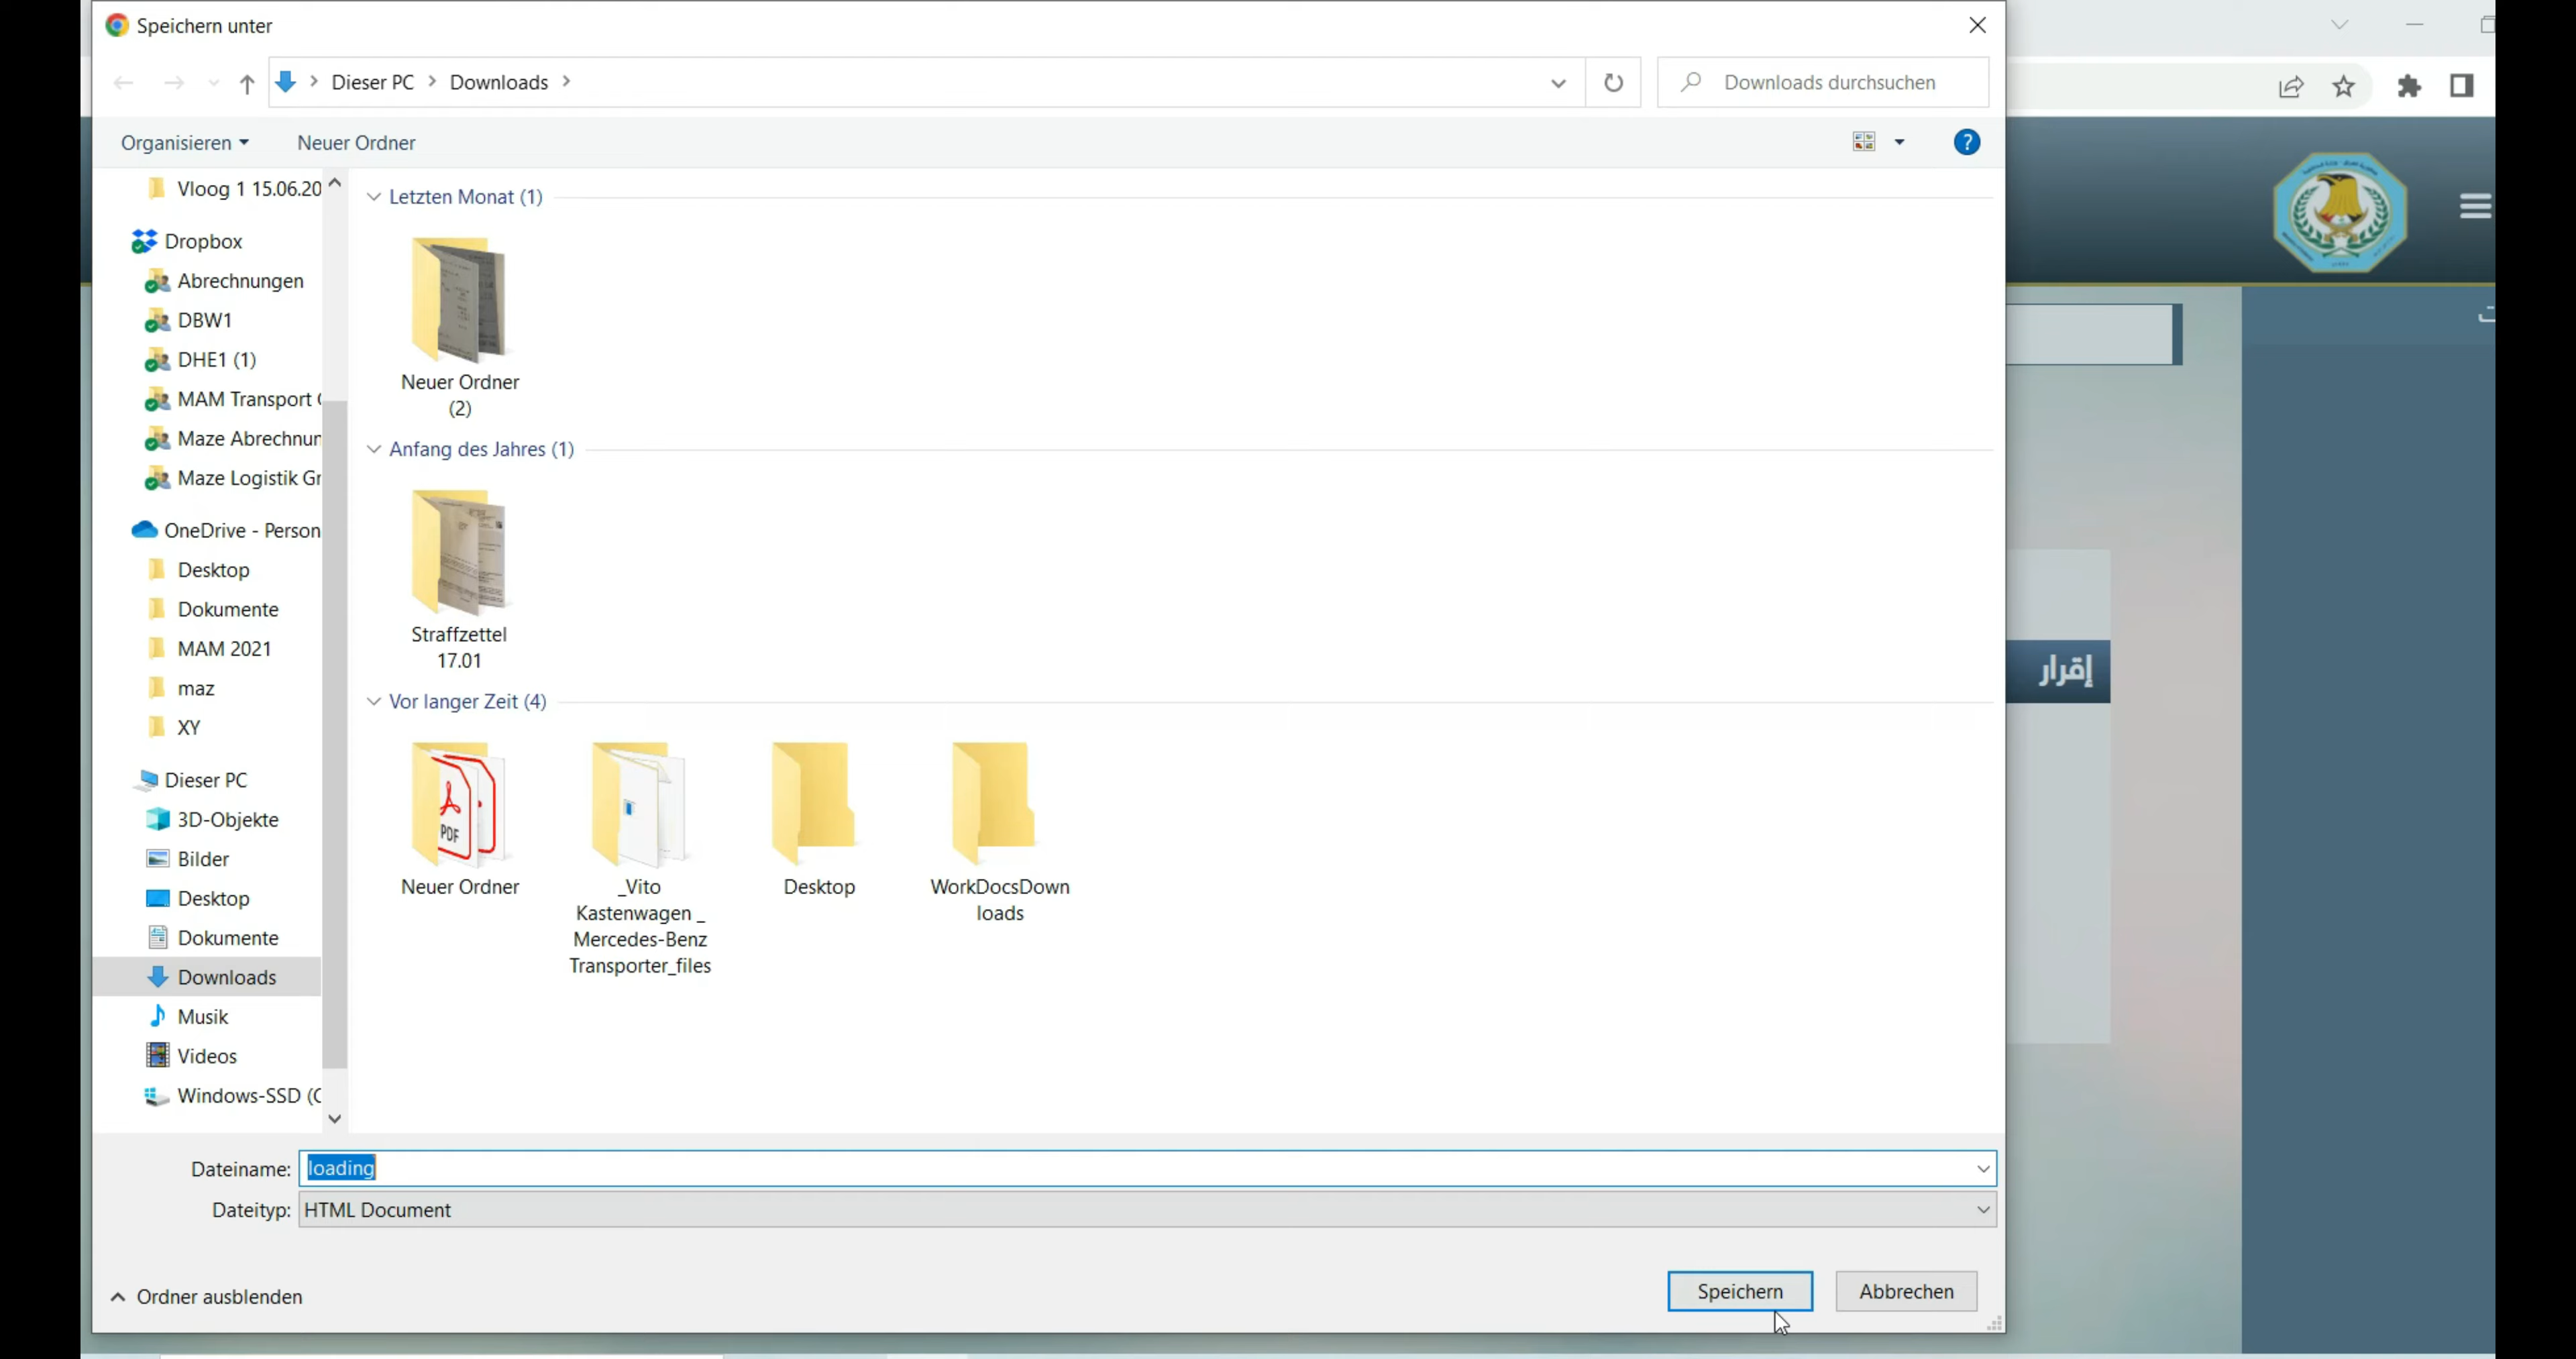 Speichern unter
Dieser PC
Downloads
Downloads durchsuchen
Organisieren
Neuer Ordner
Vloog 1 15.06.20
Dropbox
Abrechnungen
DBW1
DHE1 (1)
MAM Transport
Maze Abrechnun
Maze Logistik Gr
OneDrive - Person
Desktop
Dokumente
MAM 2021
maz
XY
Dieser PC
3D-Objekte
Bilder
Desktop
Dokumente
Downloads
Musik
Videos
Windows-SSD (C
Letzten Monat (1)
Neuer Ordner
(2)
Anfang des Jahres (1)
Straffzettel
17.01
Vor langer Zeit (4)
PDF
Neuer Ordner
_Vito
Kastenwagen _
Mercedes-Benz
Transporter_files
Desktop
WorkDocsDown
loads
إقرار
Dateiname:
loading
Dateityp:
HTML Document
Ordner ausblenden
Speichern
Abbrechen